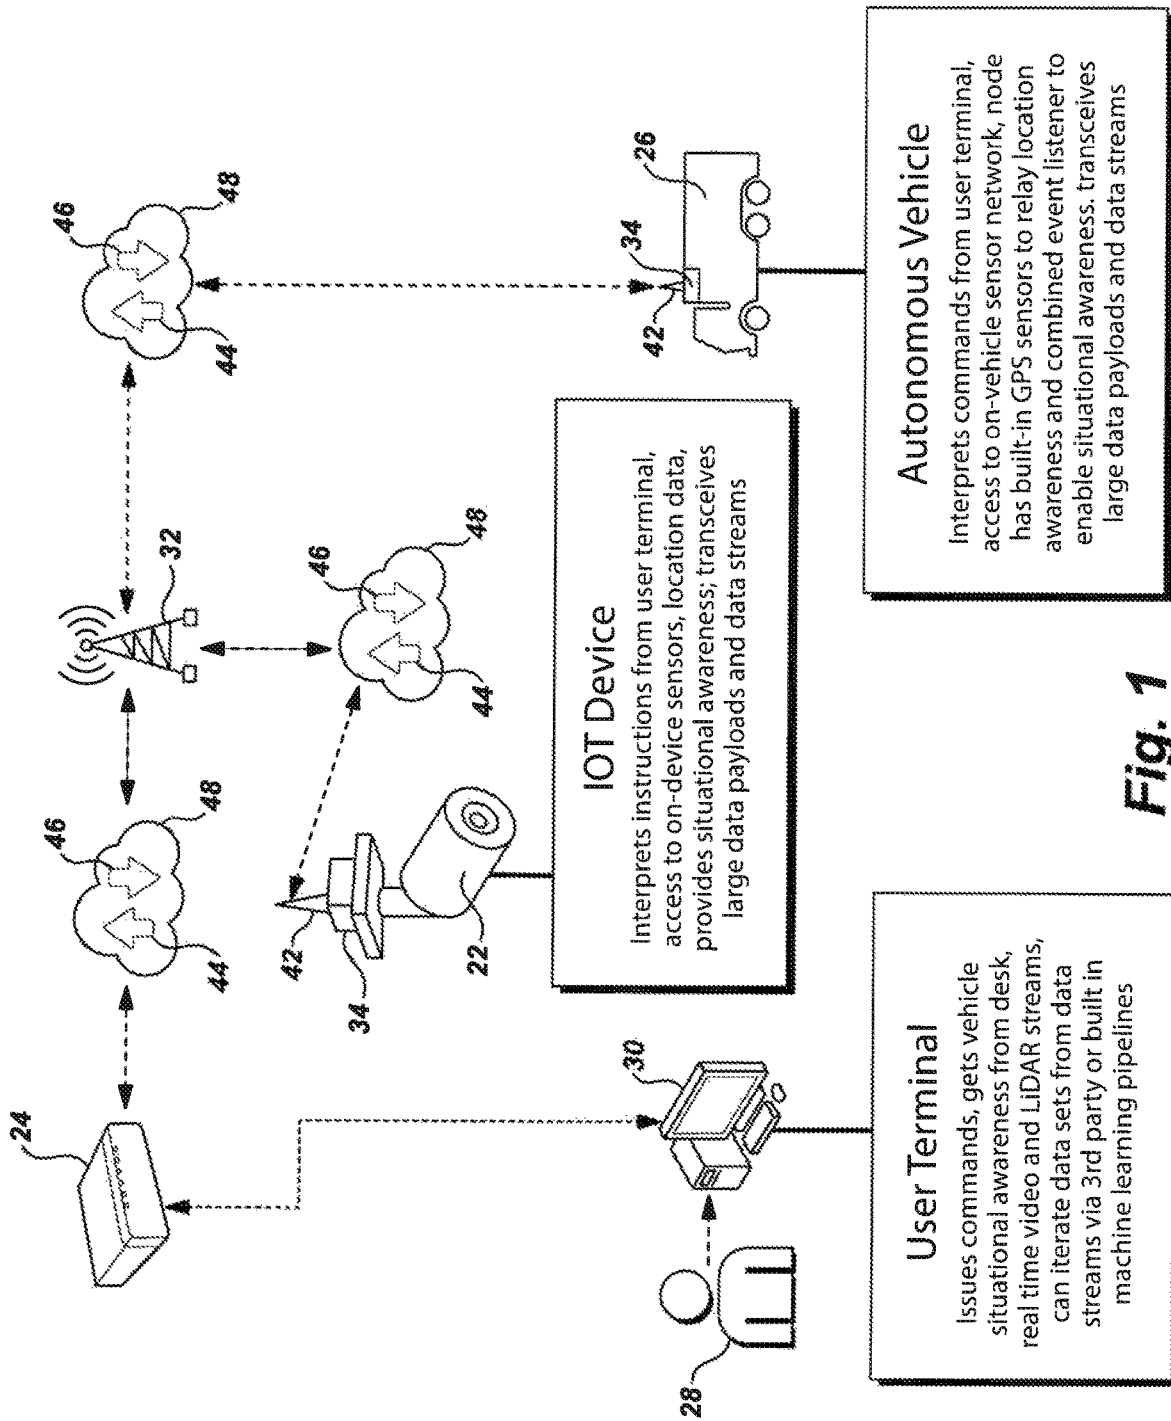 24
46
48
44
32
46
48
44
42
34
22
46
48
44
42
34
26
28
30
User Terminal
Issues commands, gets vehicle
situational awareness from desk,
real time video and LiDAR streams,
can iterate data sets from data
streams via 3rd party or built in
machine learning pipelines
IOT Device
Interprets instructions from user terminal,
access to on-device sensors, location data,
provides situational awareness; transceives
large data payloads and data streams
Autonomous Vehicle
Interprets commands from user terminal,
access to on-vehicle sensor network, node
has built-in GPS sensors to relay location
awareness and combined event listener to
enable situational awareness. transceives
large data payloads and data streams
Fig. 1